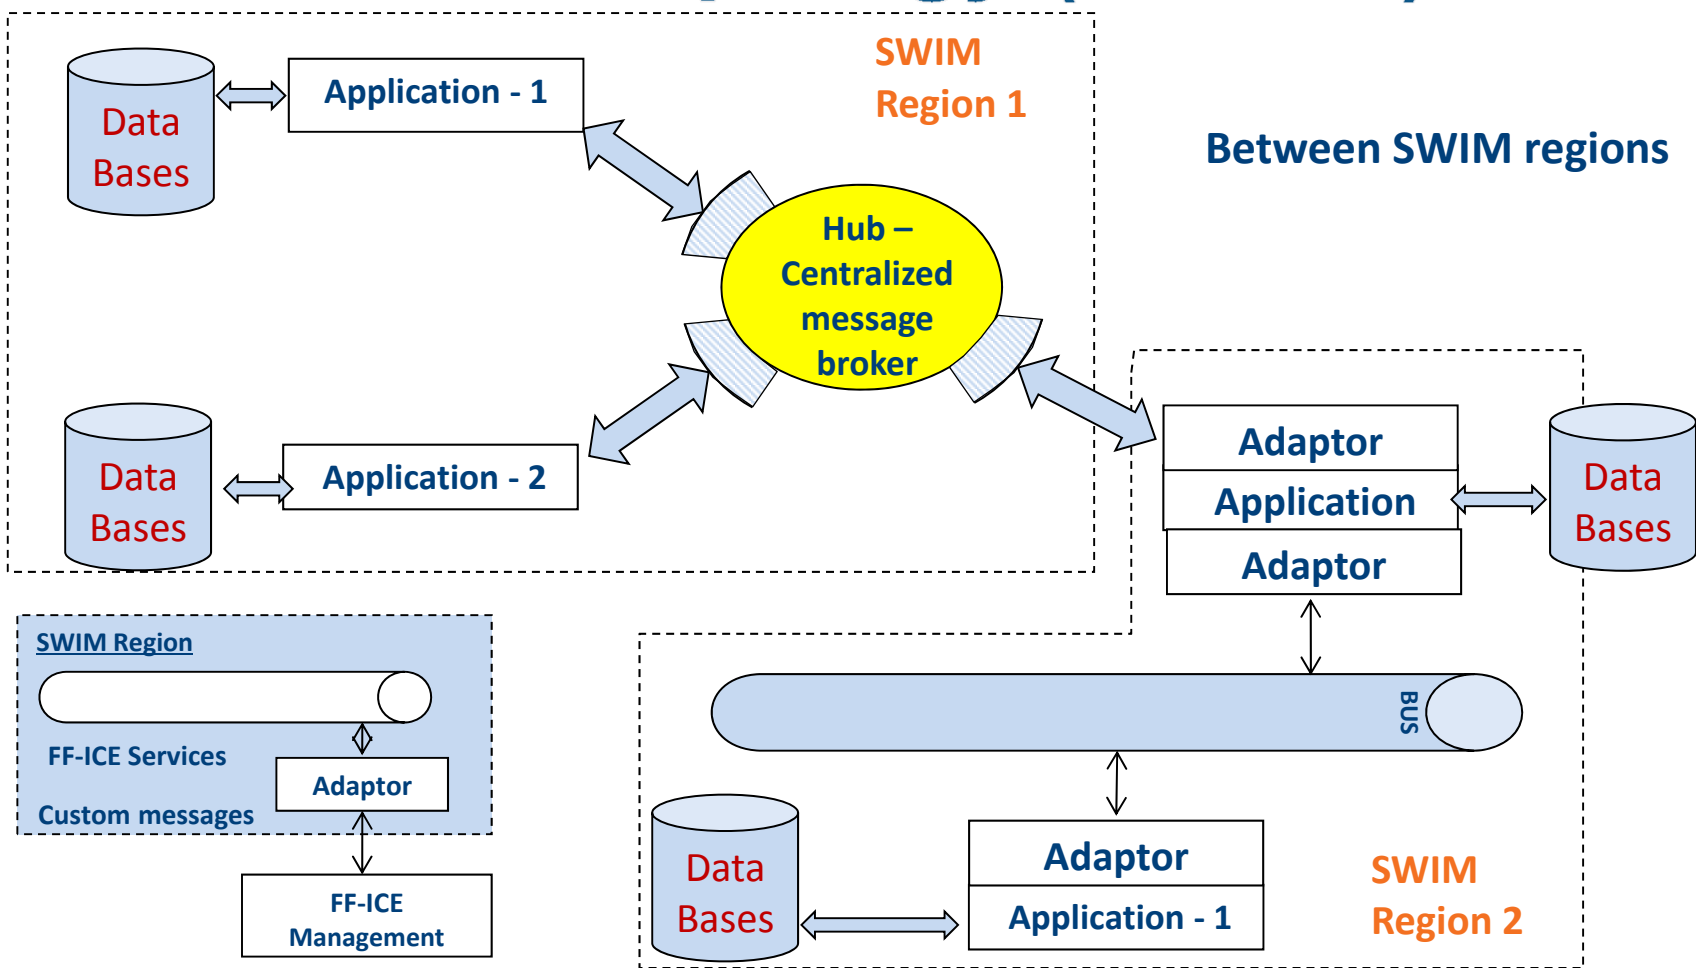 SWIM
Region 1
Between SWIM regions
Data
Bases
Application - 1
Hub –
Centralized
message
broker
Data
Bases
Application - 2
Adaptor
Application
Adaptor
Data
Bases
SWIM Region
FF-ICE Services
Adaptor
Custom messages
FF-ICE
Management
BUS
Data
Bases
Adaptor
Application - 1
SWIM
Region 2